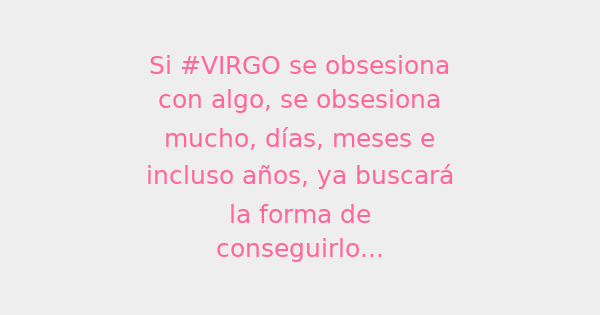 Si #VIRGO se obsesiona
con algo, se obsesiona
mucho, días, meses e
incluso años, ya buscará
la forma de
conseguirlo...